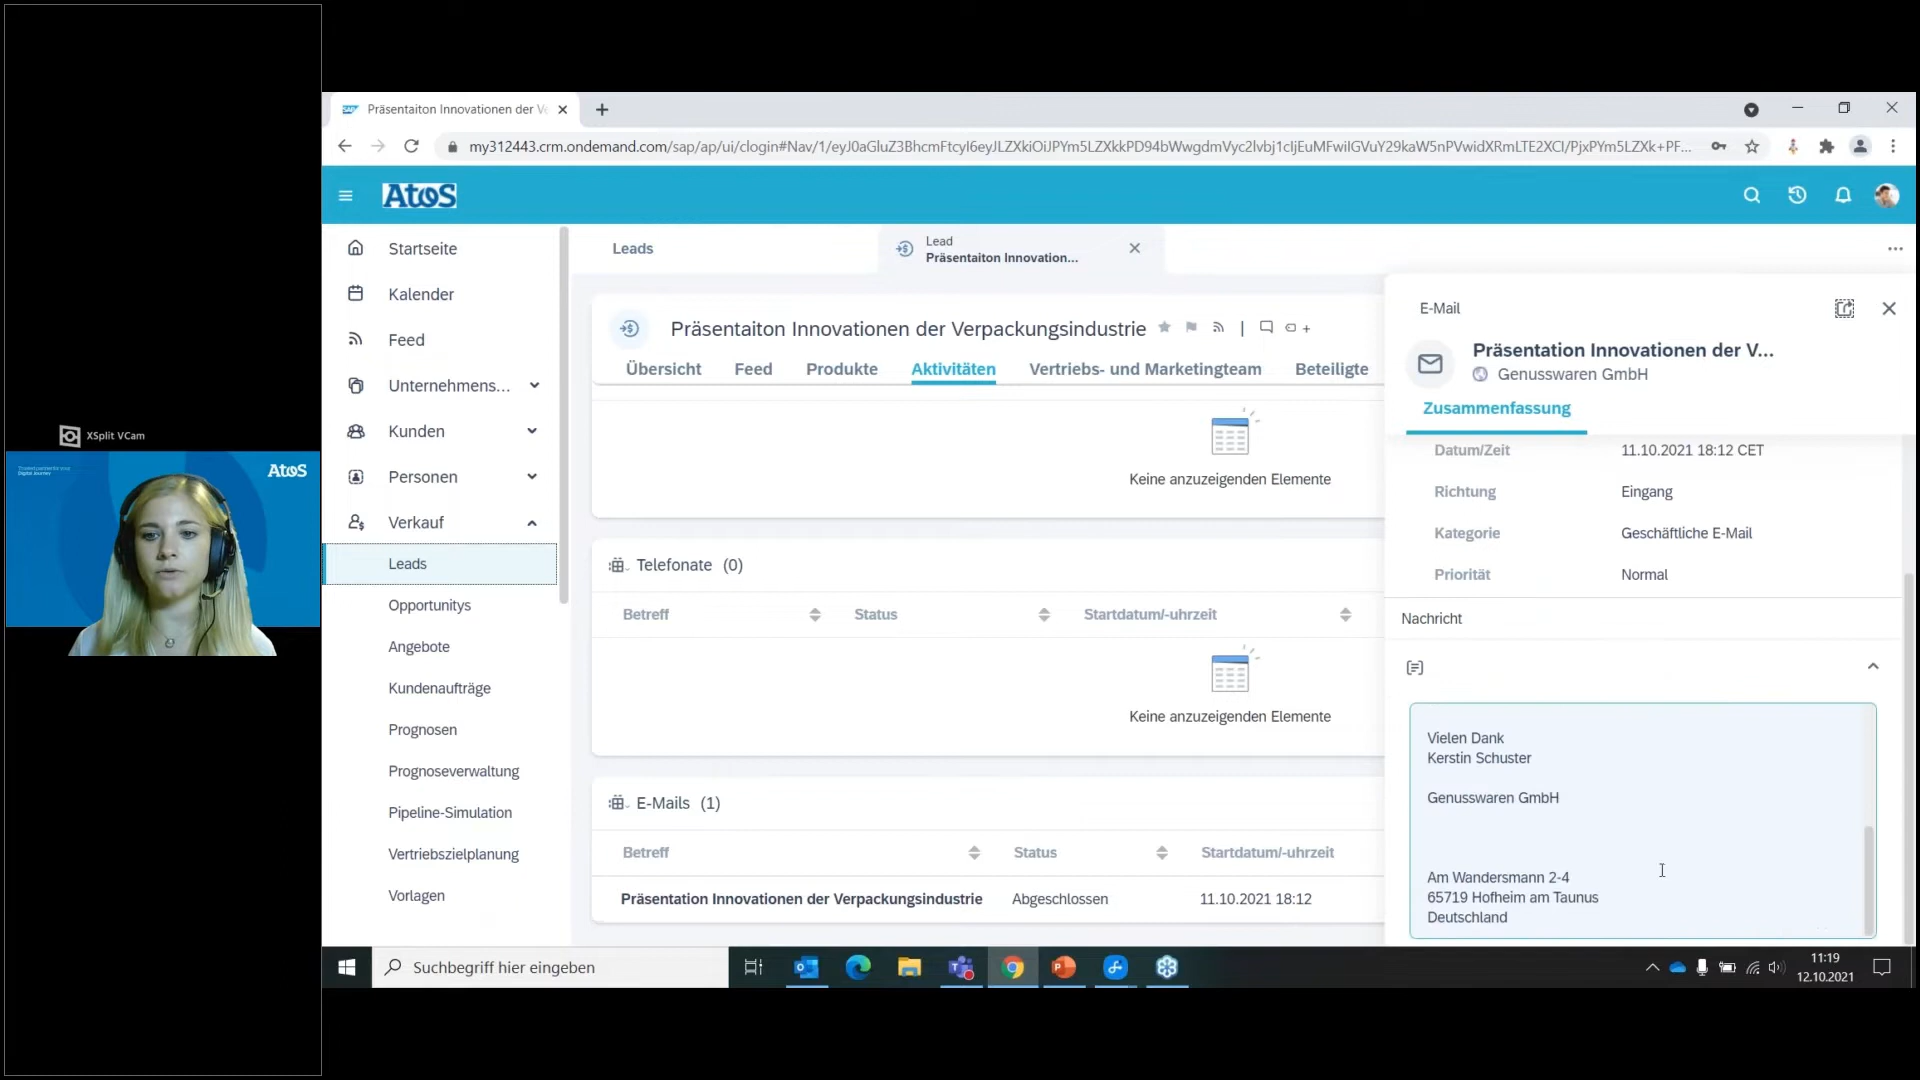 XSplit VCam
Atos
Präsentaiton Innovationen der Ve
my312443.crm.ondemand.com/sap/ap/ui/clogin#Nav/1/eyJ0aGluZ3BhcmFtcyI6eyJLZXkiOiJPYm5LZXkkPD94bWwgdmVyc2lvbj1cIjEuMFwiIGVuY29kaW5nPVwidXRmLTE2XCI/PjxPYm5LZXk+PF...
Atos
Startseite
Kalender
Feed
Unternehmens...
Kunden
Personen
Verkauf
Leads
Opportunitys
Angebote
Kundenaufträge
Prognosen
Prognoseverwaltung
Pipeline-Simulation
Vertriebszielplanung
Vorlagen
Leads
Lead
Präsentaiton Innovation...
Präsentaiton Innovationen der Verpackungsindustrie
Übersicht
Feed
Produkte
Aktivitäten
Vertriebs- und Marketingteam
Beteiligte
Keine anzuzeigenden Elemente
Telefonate (0)
Betreff
Status
Startdatum/-uhrzeit
Keine anzuzeigenden Elemente
E-Mails (1)
Betreff
Status
Startdatum/-uhrzeit
Präsentation Innovationen der Verpackungsindustrie
Abgeschlossen
11.10.2021 18:12
E-Mail
Präsentation Innovationen der V...
Genusswaren GmbH
Zusammenfassung
Datum/Zeit
11.10.2021 18:12 CET
Richtung
Eingang
Kategorie
Geschäftliche E-Mail
Priorität
Normal
Nachricht
Vielen Dank
Kerstin Schuster
Genusswaren GmbH
Am Wandersmann 2-4
65719 Hofheim am Taunus
Deutschland
Suchbegriff hier eingeben
11:19
12.10.2021